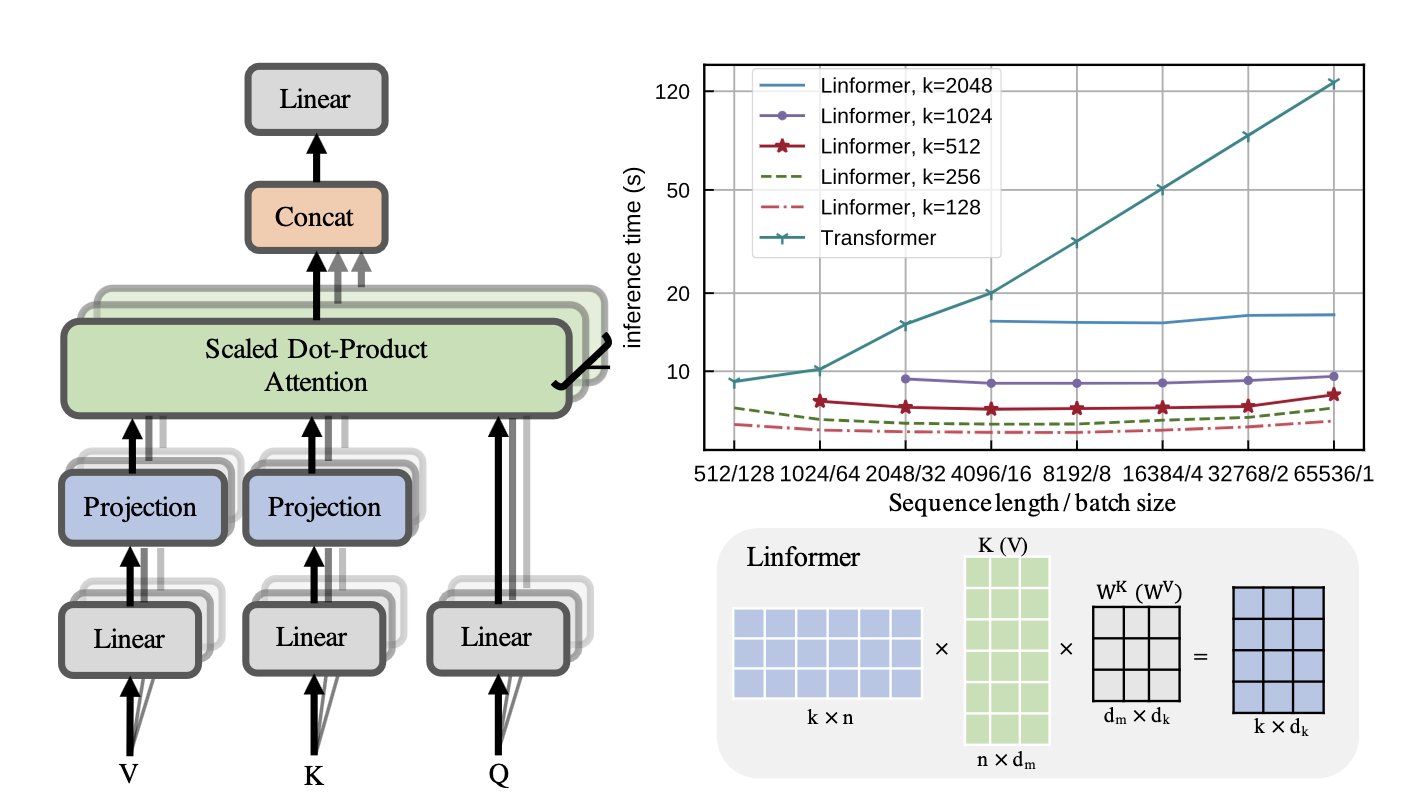 Linear
Concat
Scaled Dot-Product
Attention
Projection
Projection
Linear
Linear
Linear
V
K
Q
inference time (s)
120
50
20
10
Linformer, k=2048
Linformer, k=1024
Linformer, k=512
Linformer, k=256
Linformer, k=128
Transformer
512/128 1024/64 2048/32 4096/16 8192/8 16384/4 32768/2 65536/1
Sequence length / batch size
Linformer
K (V)
W^K (W^V)
× × =
k × n
n × d_m
d_m × d_k
k × d_k